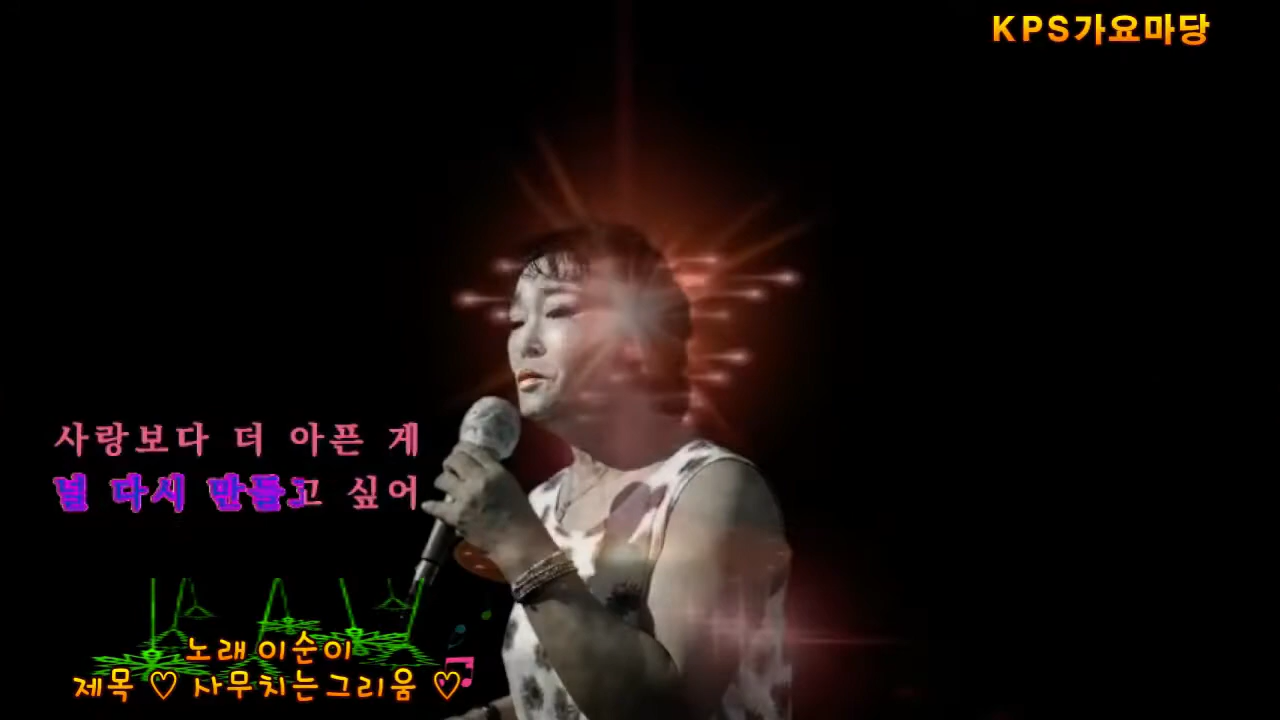 KPS가요마당
사랑보다 더 아픈 게
널 다시 만들고 싶어
노래 이순이
제목 ♡ 사무치는그리움 ♡